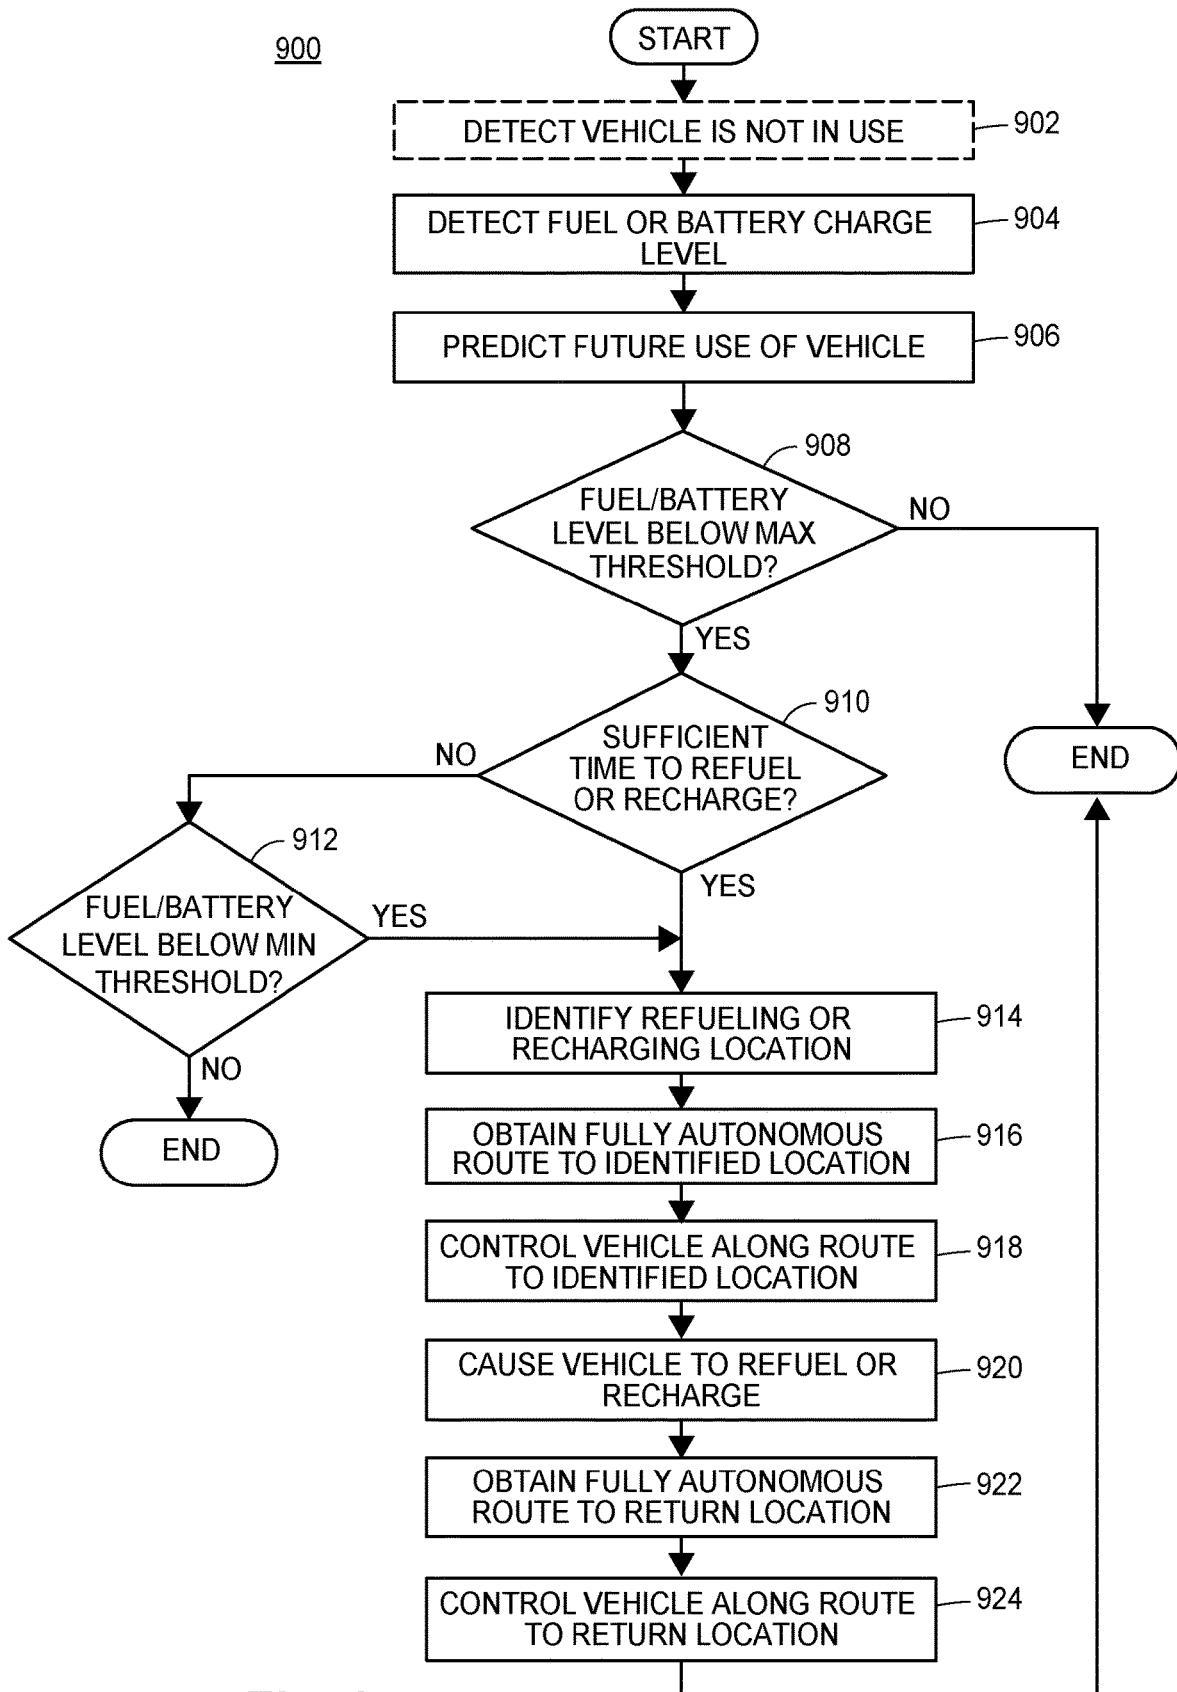 900
START
DETECT VEHICLE IS NOT IN USE
902
DETECT FUEL OR BATTERY CHARGE
LEVEL
904
PREDICT FUTURE USE OF VEHICLE
906
908
FUEL/BATTERY
LEVEL BELOW MAX
THRESHOLD?
NO
YES
910
SUFFICIENT
TIME TO REFUEL
OR RECHARGE?
NO
END
912
YES
FUEL/BATTERY
LEVEL BELOW MIN
THRESHOLD?
YES
NO
END
IDENTIFY REFUELING OR
RECHARGING LOCATION
914
OBTAIN FULLY AUTONOMOUS
ROUTE TO IDENTIFIED LOCATION
916
CONTROL VEHICLE ALONG ROUTE
TO IDENTIFIED LOCATION
918
CAUSE VEHICLE TO REFUEL OR
RECHARGE
920
OBTAIN FULLY AUTONOMOUS
ROUTE TO RETURN LOCATION
922
CONTROL VEHICLE ALONG ROUTE
TO RETURN LOCATION
924